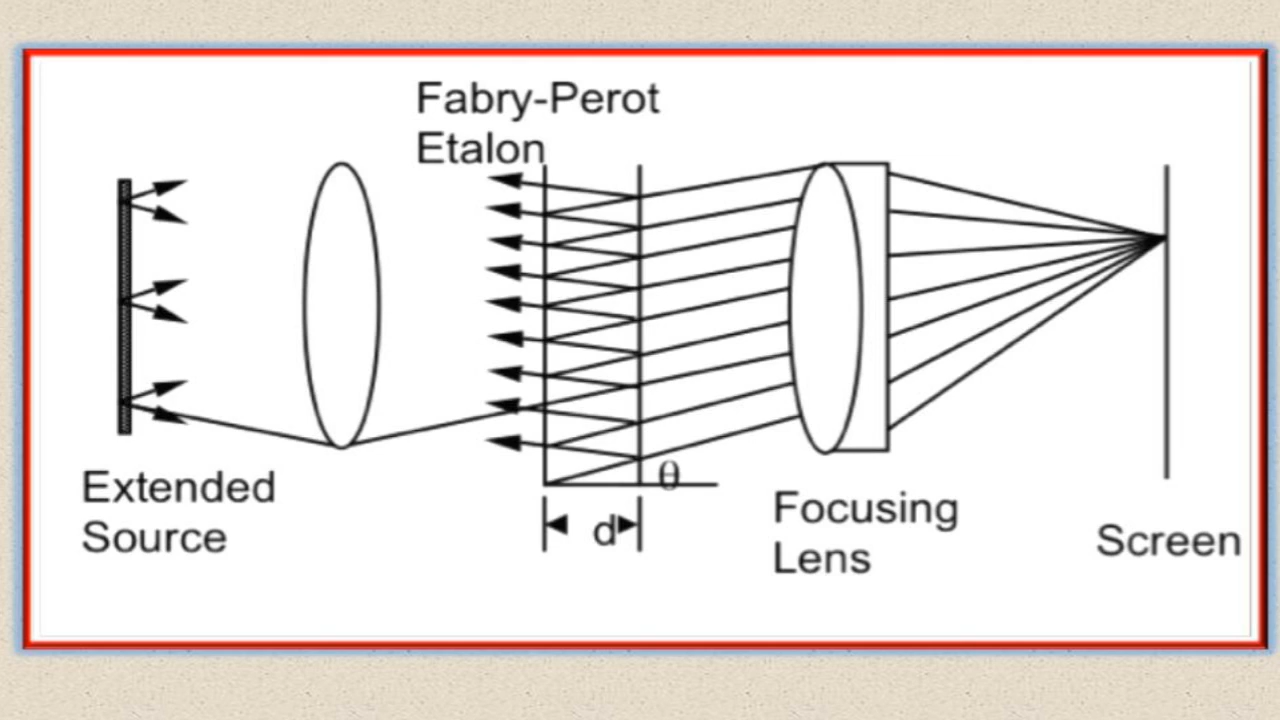 Fabry-Perot
Etalon
Extended
Source
θ
d
Focusing
Lens
Screen